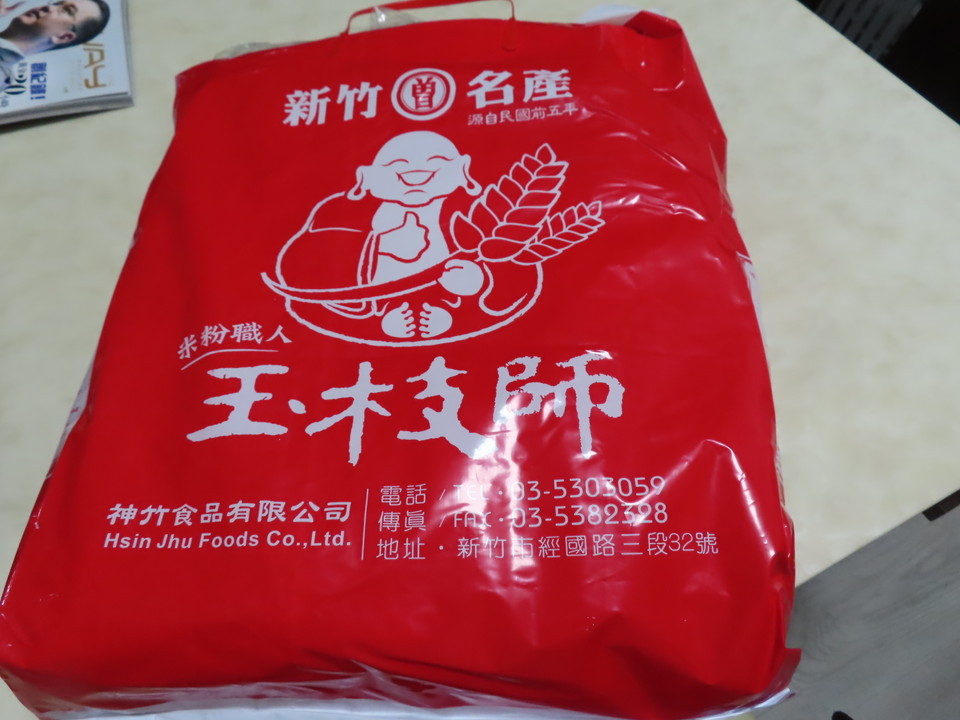 新竹 名產
源自民國前五年
米粉職人
玉枝師
神竹食品有限公司
Hsin Jhu Foods Co.,Ltd.
電話／TEL・03-5303059
傳真／FAX・03-5382328
地址・新竹市經國路三段32號